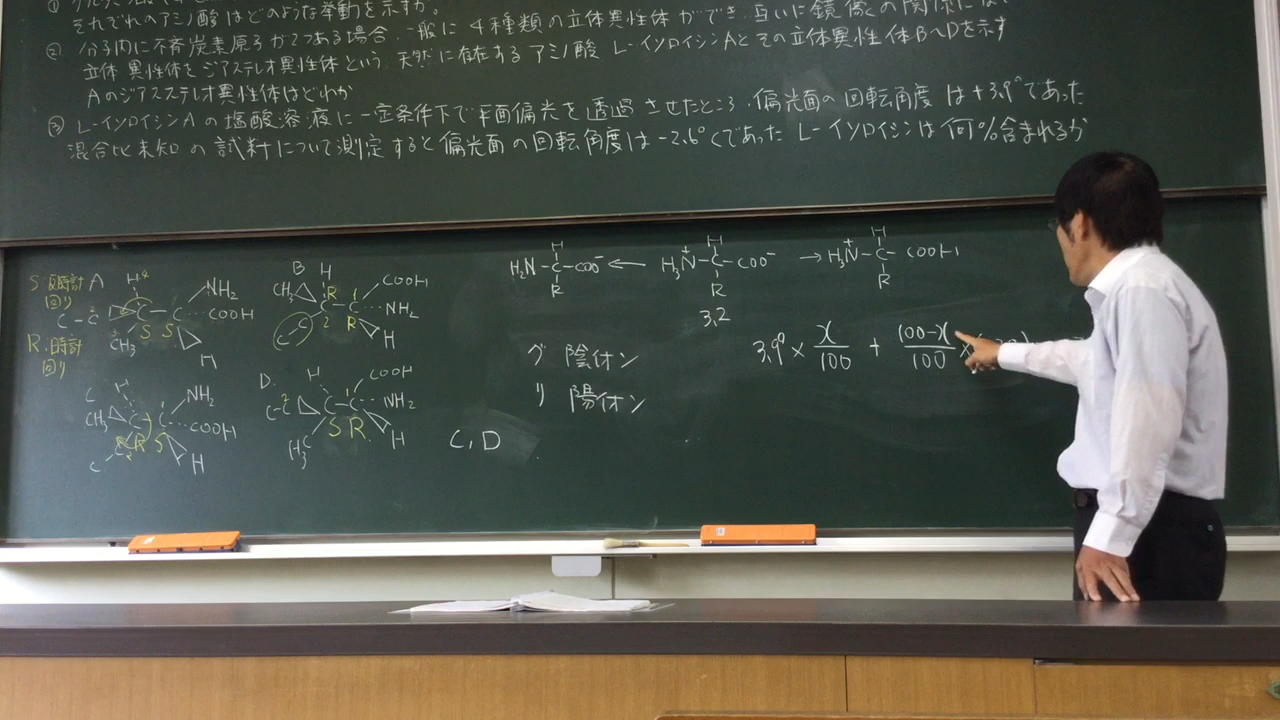 それぞれのアミノ酸はどのような挙動を示すか。
② 分子内に不斉炭素原子が2つある場合、一般に4種類の立体異性体ができ、互いに鏡像の関係にな
立体異性体をジアステレオ異性体という。天然に存在するアミノ酸 L-イソロイシンAとその立体異性体B〜Dを示す
Aのジアステレオ異性体はどれか
③ L-イソロイシンAの塩酸溶液に一定条件下で平面偏光を透過させたところ、偏光面の回転角度は+3.9°であった
混合比未知の試料について測定すると偏光面の回転角度は-2.6°であった L-イソロイシンは何%含まれるか
S:反時計回り
R:時計回り
A
H
C-C
CH3
C-C
S S
NH2
COOH
H
B
H
CH3
C-C
R
R
2
COOH
NH2
H
C
H
CH3
C-C
R S
NH2
COOH
H
D.
H
C-C
C-C
H3C
S R
COOH
NH2
H
C, D
H
H2N-C-COO- ←
R
H
H3N+-C-COO-
R
3.2
H
→ H3N+-C-COOH
R
グ 陰イオン
リ 陽イオン
3.9° × x/100 + (100-x)/100 ×